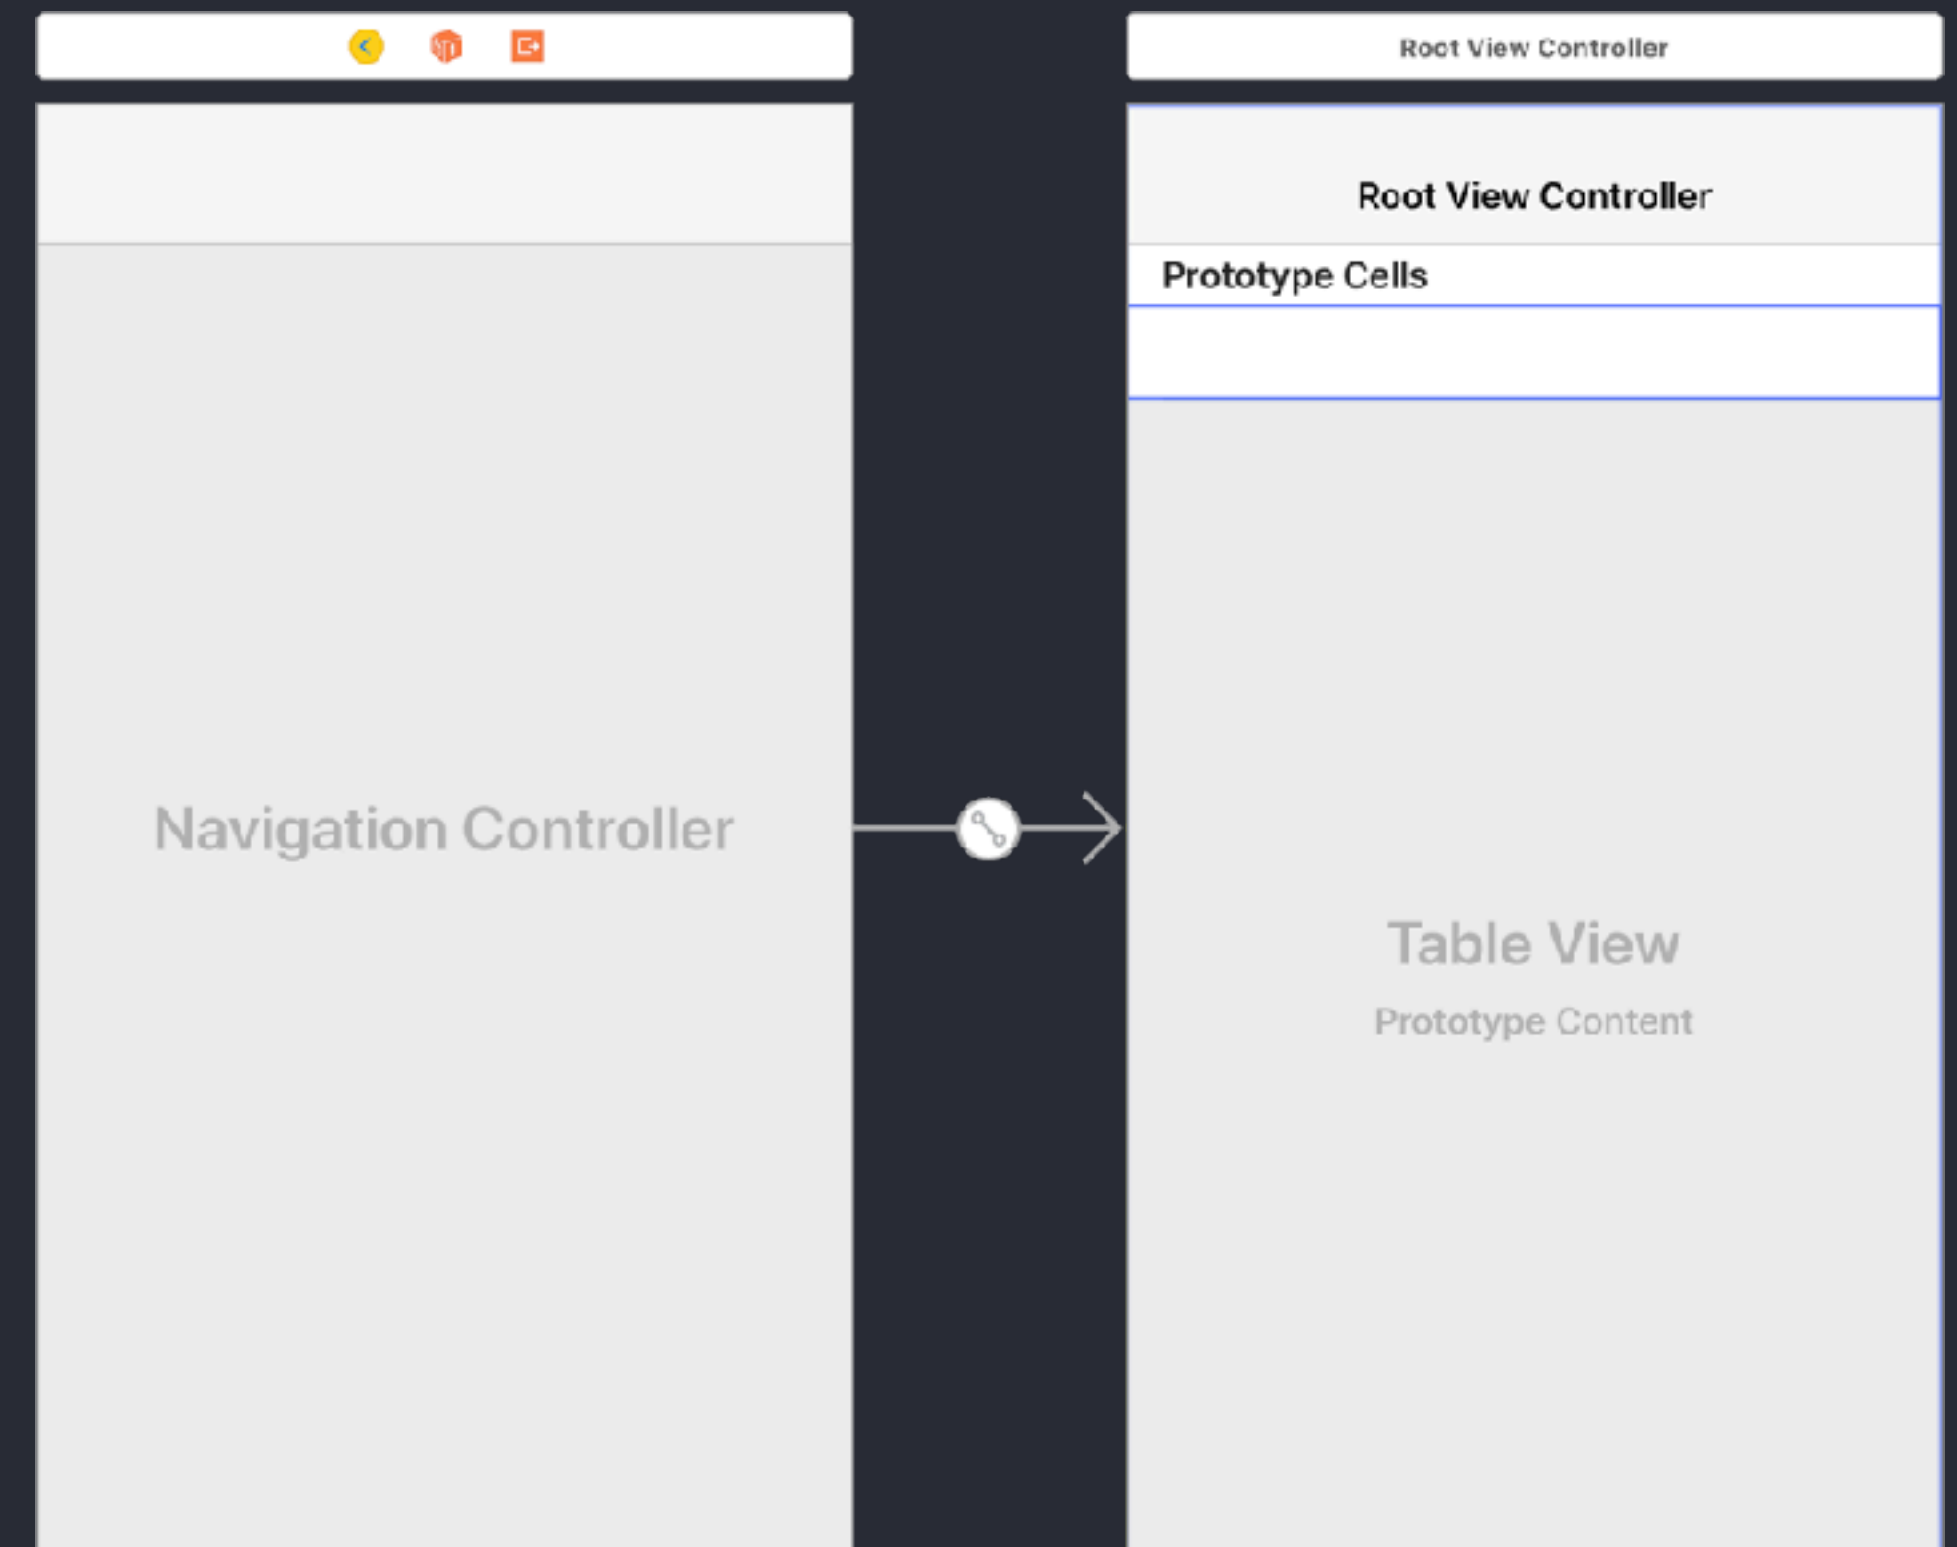 Root View Controller
Root View Controller
Prototype Cells
Navigation Controller
Table View
Prototype Content